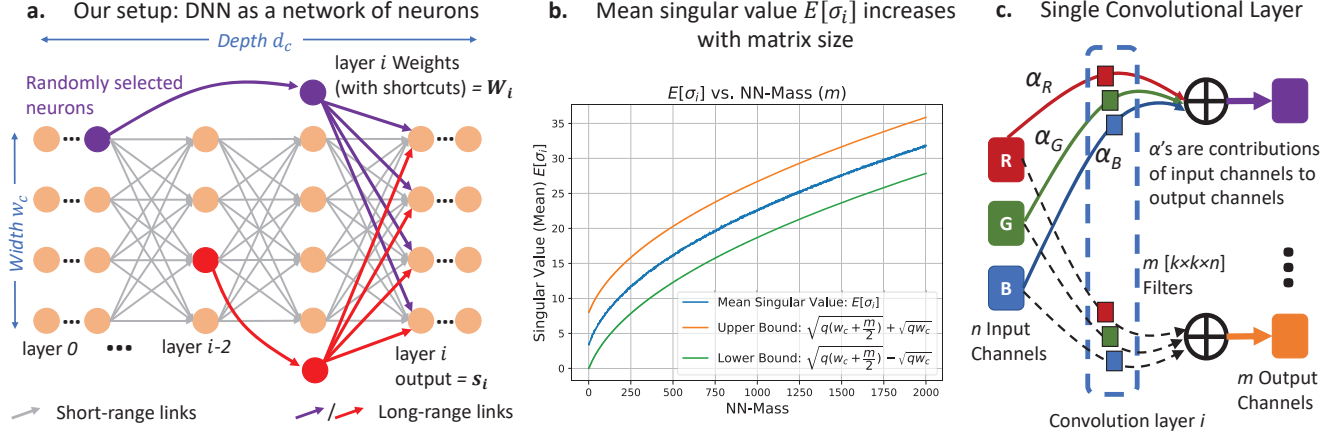 a. Our setup: DNN as a network of neurons
Depth d_c
Randomly selected
neurons
layer i Weights
(with shortcuts) = W_i
Width w_c
layer 0
layer i-2
layer i
output = s_i
Short-range links
/
Long-range links
b. Mean singular value E[σ_i] increases
with matrix size
E[σ_i] vs. NN-Mass (m)
Singular Value (Mean) E[σ_i]
35
30
25
20
15
10
5
0
Mean Singular Value: E[σ_i]
Upper Bound: √(q(w_c + m/2)) + √(qw_c)
Lower Bound: √(q(w_c + m/2)) − √(qw_c)
0 250 500 750 1000 1250 1500 1750 2000
NN-Mass
c. Single Convolutional Layer
α_R
α_G
α_B
R
G
B
α's are contributions
of input channels to
output channels
m [k×k×n]
Filters
n Input
Channels
m Output
Channels
Convolution layer i